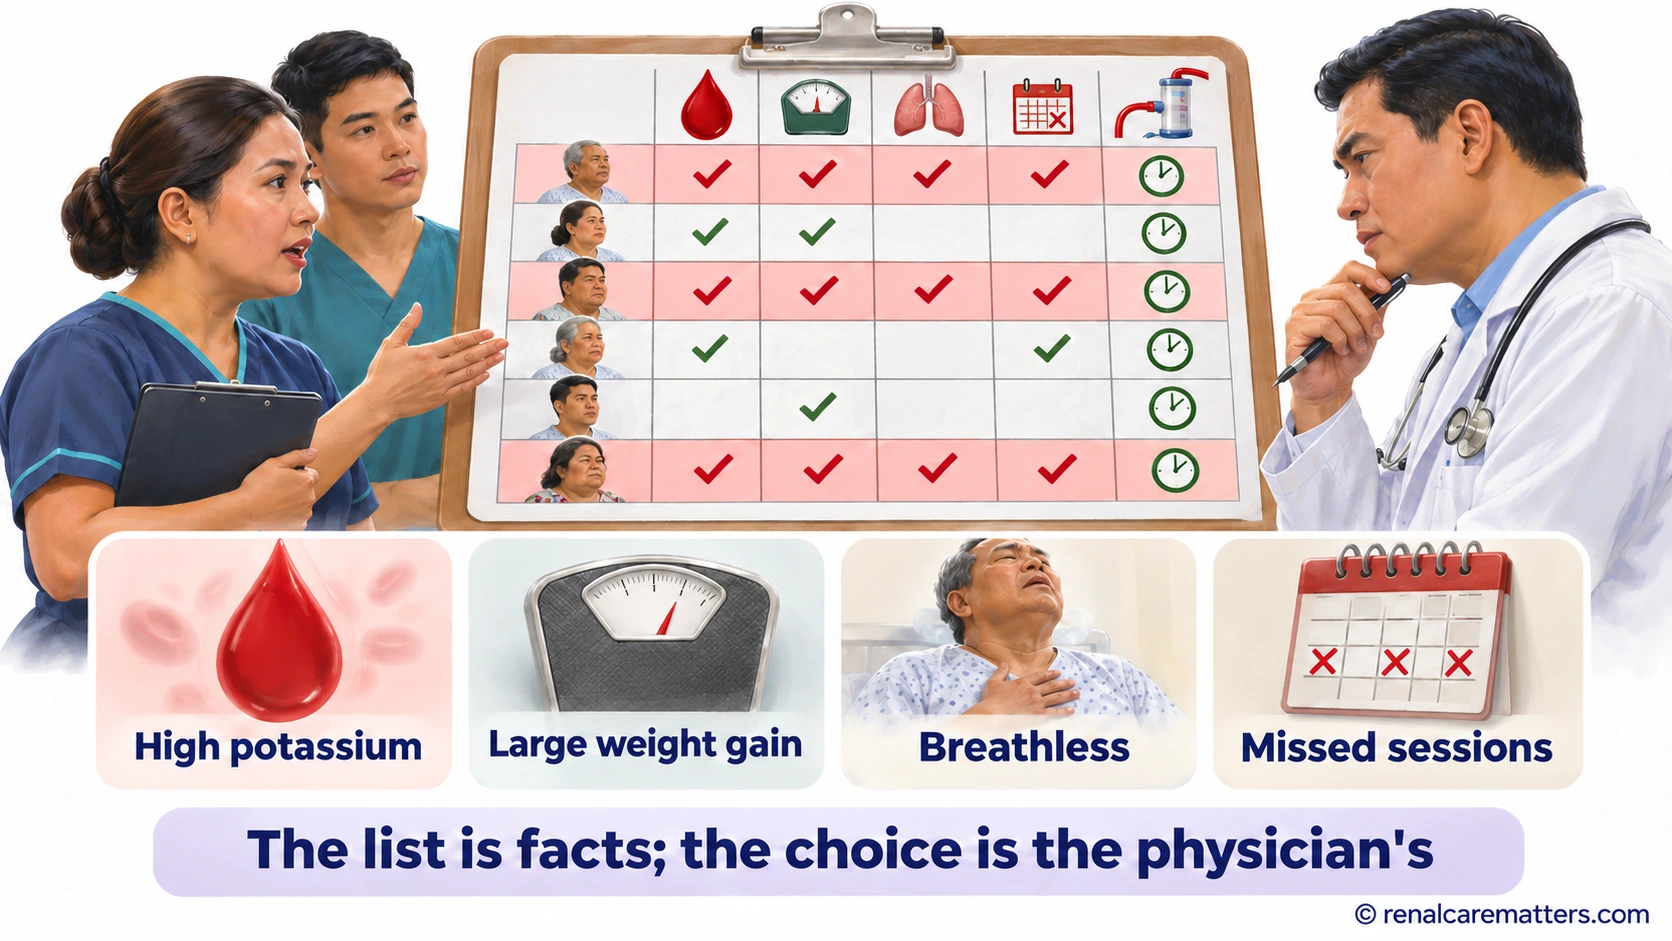 High potassium
Large weight gain
Breathless
Missed sessions
The list is facts; the choice is the physician's
© renalcarematters.com